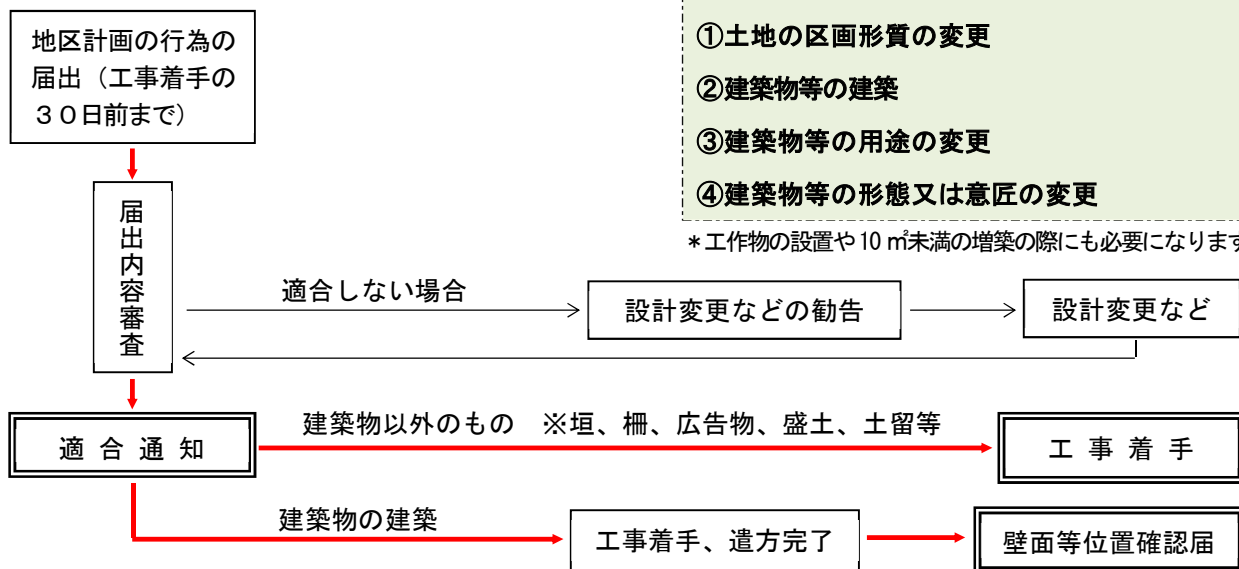 地区計画の行為の
届出（工事着手の
３０日前まで）
①土地の区画形質の変更
②建築物等の建築
③建築物等の用途の変更
④建築物等の形態又は意匠の変更
＊工作物の設置や10㎡未満の増築の際にも必要になります
届出内容審査
適合しない場合
設計変更などの勧告
設計変更など
適合通知
建築物以外のもの　※垣、柵、広告物、盛土、土留等
工事着手
建築物の建築
工事着手、遣方完了
壁面等位置確認届